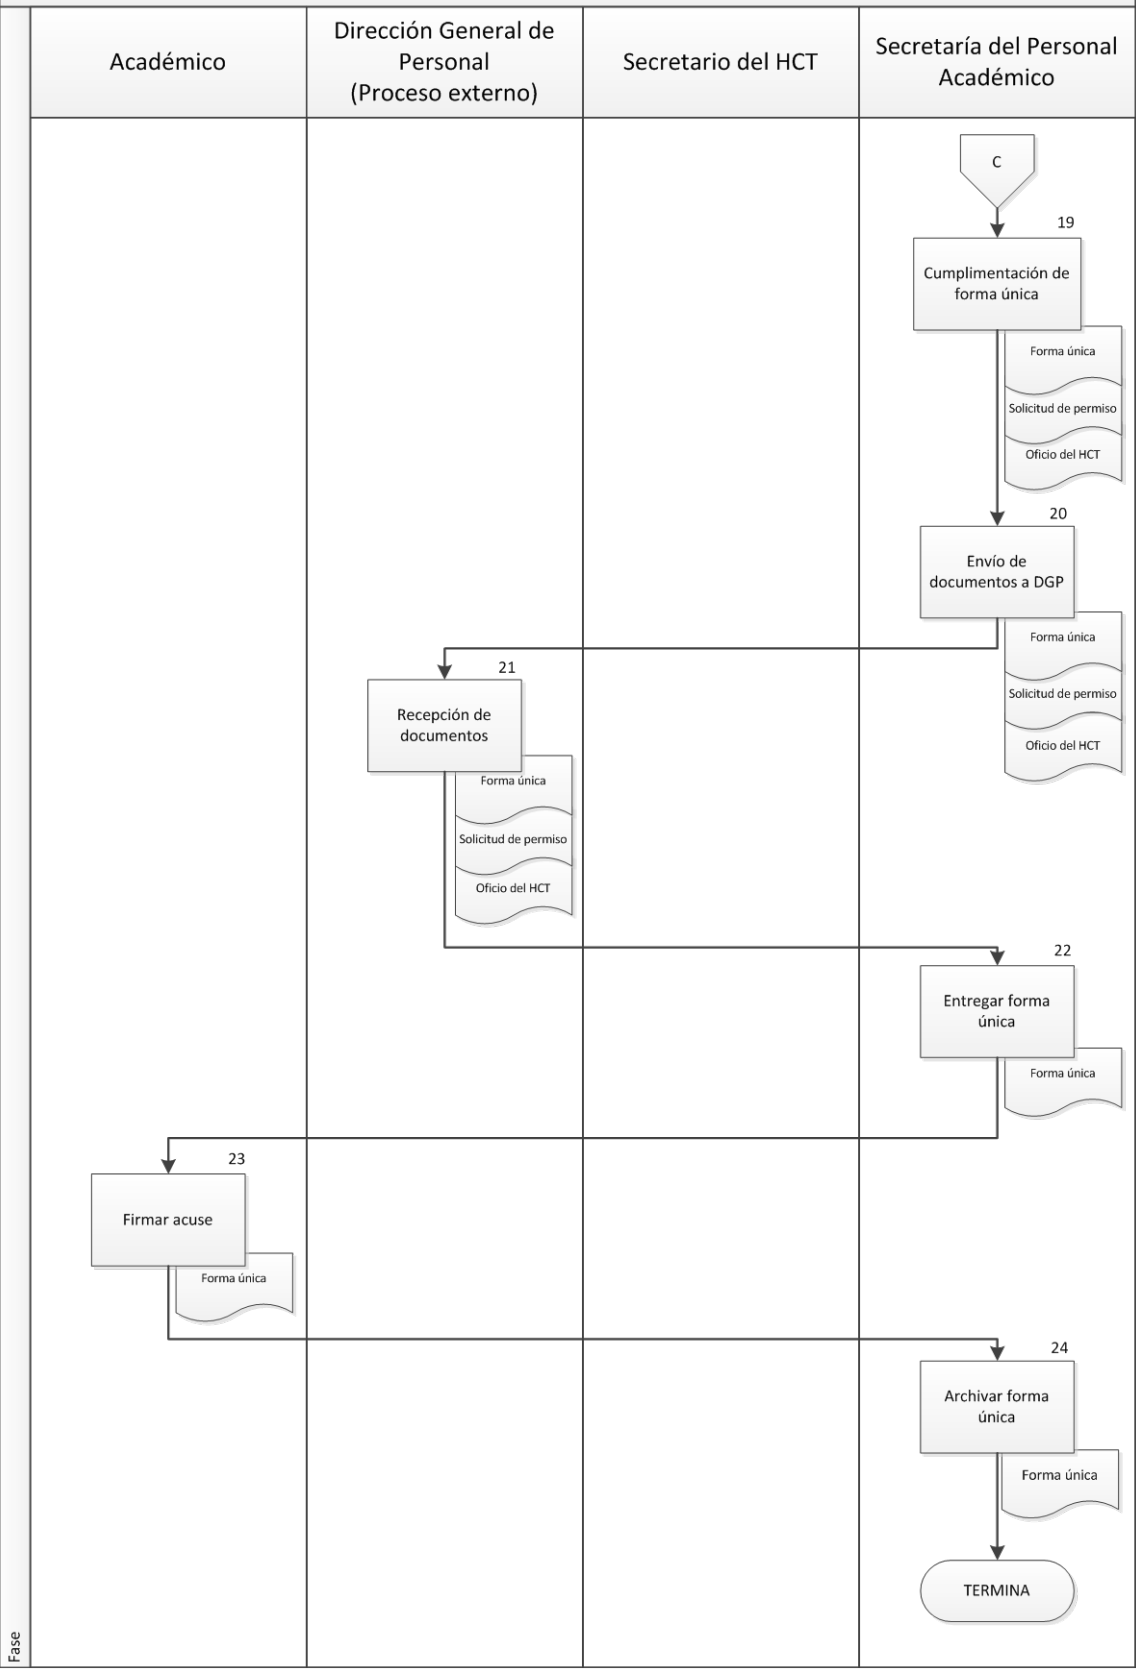 Académico
Dirección General de
Personal
(Proceso externo)
Secretario del HCT
Secretaría del Personal
Académico
C
19
Cumplimentación de
forma única
Forma única
Solicitud de permiso
Oficio del HCT
20
Envío de
documentos a DGP
Forma única
Solicitud de permiso
Oficio del HCT
21
Recepción de
documentos
Forma única
Solicitud de permiso
Oficio del HCT
22
Entregar forma
única
Forma única
23
Firmar acuse
Forma única
24
Archivar forma
única
Forma única
TERMINA
Fase